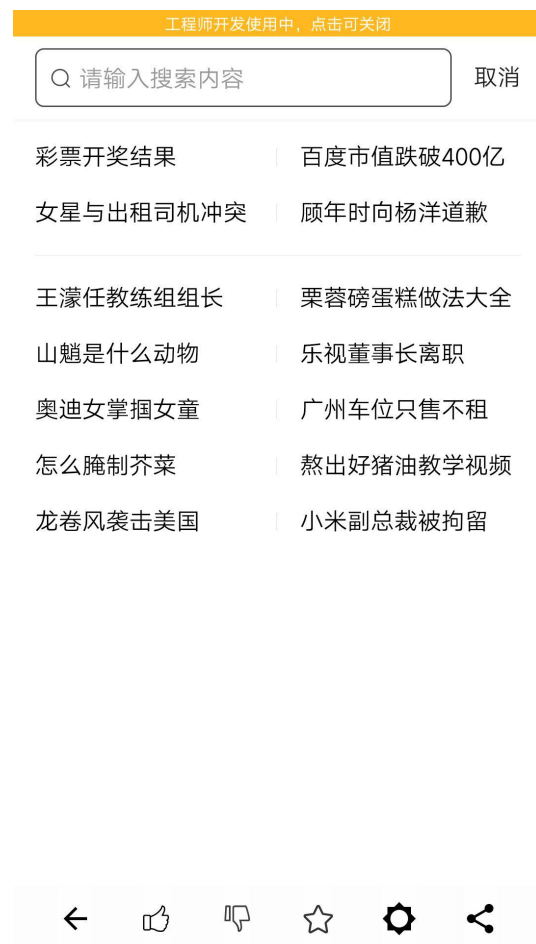 工程师开发使用中，点击可关闭
请输入搜索内容 取消
彩票开奖结果 百度市值跌破400亿
女星与出租司机冲突 顾年时向杨洋道歉
王濛任教练组组长 栗蓉磅蛋糕做法大全
山魈是什么动物 乐视董事长离职
奥迪女掌掴女童 广州车位只售不租
怎么腌制芥菜 熬出好猪油教学视频
龙卷风袭击美国 小米副总裁被拘留